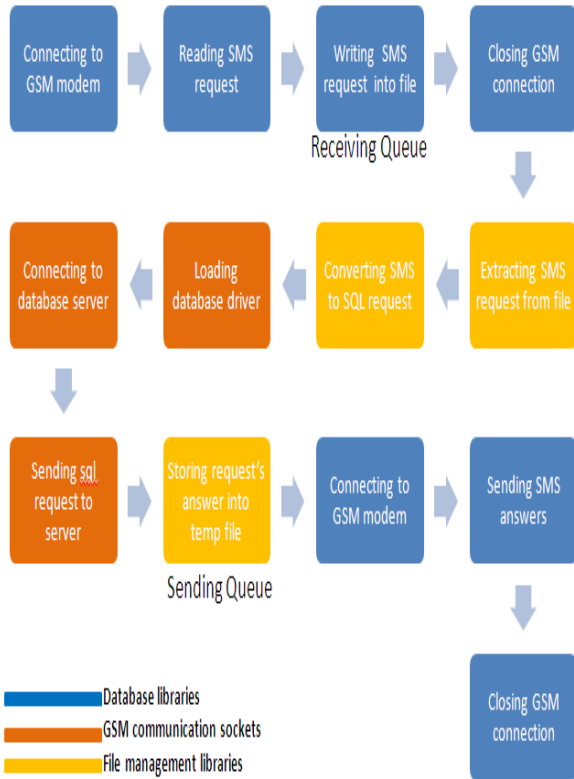 Connecting to
GSM modem
Reading SMS
request
Writing SMS
request into file
Closing GSM
connection
Receiving Queue
Connecting to
database server
Loading
database driver
Converting SMS
to SQL request
Extracting SMS
request from file
Sending sql
request to
server
Storing request's
answer into
temp file
Connecting to
GSM modem
Sending SMS
answers
Sending Queue
Closing GSM
connection
Database libraries
GSM communication sockets
File management libraries